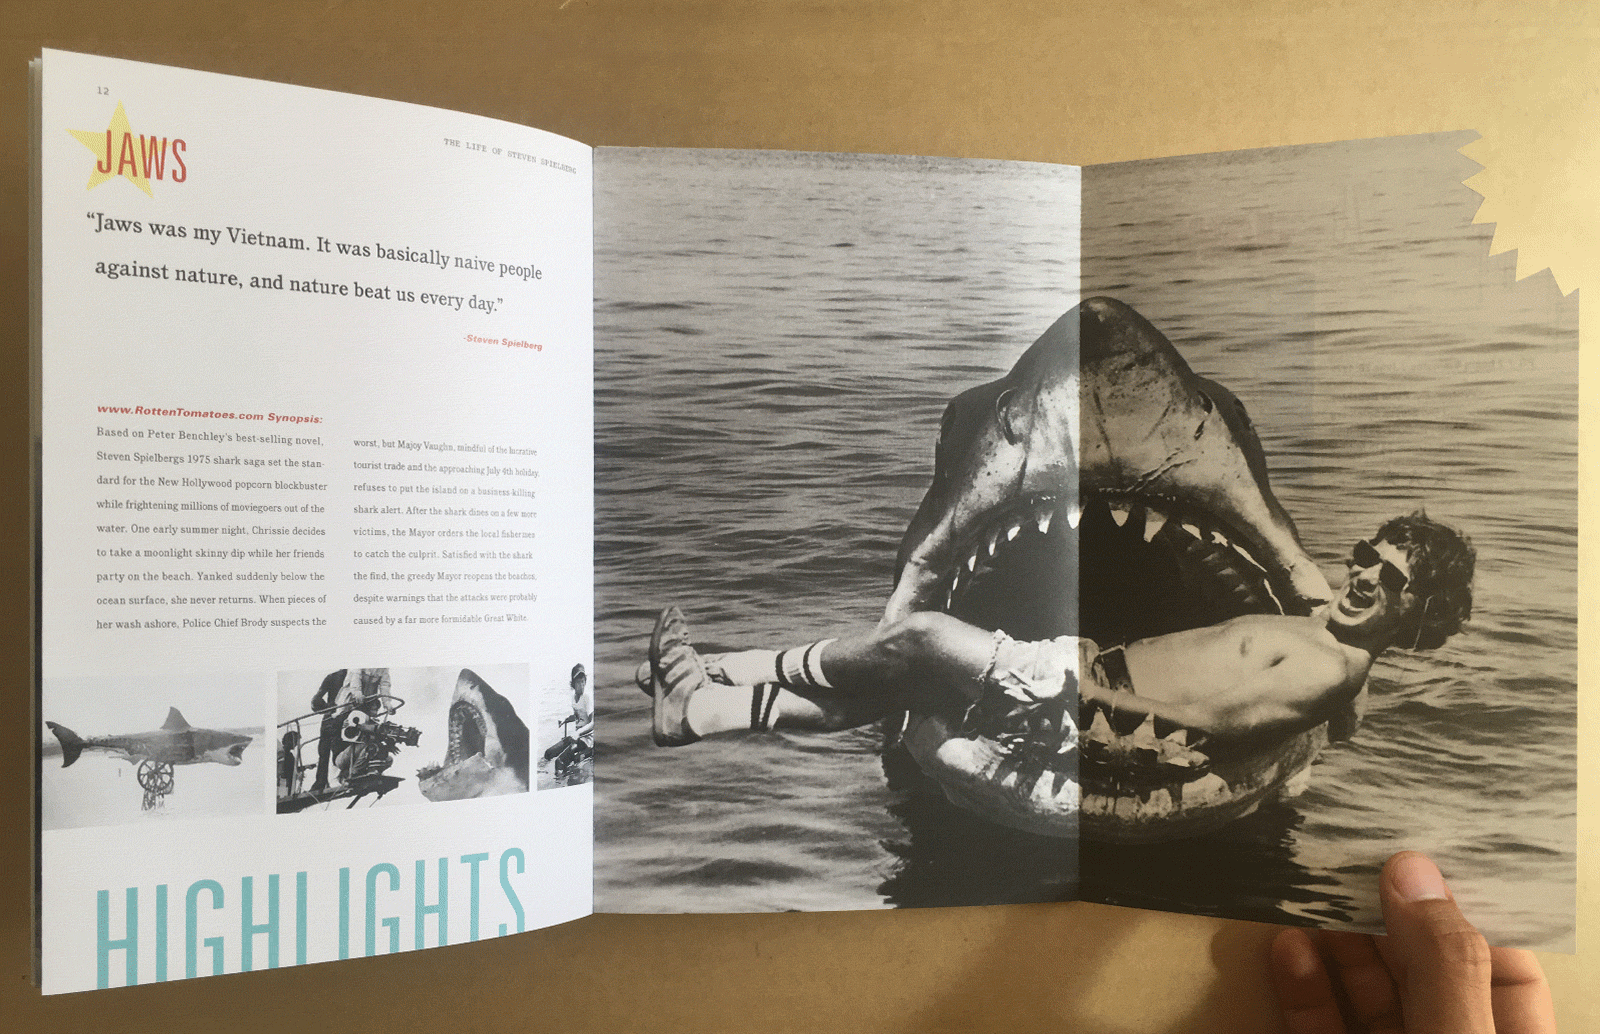 12
JAWS
THE LIFE OF STEVEN SPIELBERG
“Jaws was my Vietnam. It was basically naive people
against nature, and nature beat us every day.”
-Steven Spielberg
www.RottenTomatoes.com Synopsis:
Based on Peter Benchley's best-selling novel,
Steven Spielbergs 1975 shark saga set the stan-
dard for the New Hollywood popcorn blockbuster
while frightening millions of moviegoers out of the
water. One early summer night, Chrissie decides
to take a moonlight skinny dip while her friends
party on the beach. Yanked suddenly below the
ocean surface, she never returns. When pieces of
her wash ashore, Police Chief Brody suspects the
worst, but Majoy Vaughn, mindful of the lucrative
tourist trade and the approaching July 4th holiday,
refuses to put the island on a business-killing
shark alert. After the shark dines on a few more
victims, the Mayor orders the local fishermes
to catch the culprit. Satisfied with the shark
the find, the greedy Mayor reopens the beaches,
despite warnings that the attacks were probably
caused by a far more formidable Great White.
HIGHLIGHTS